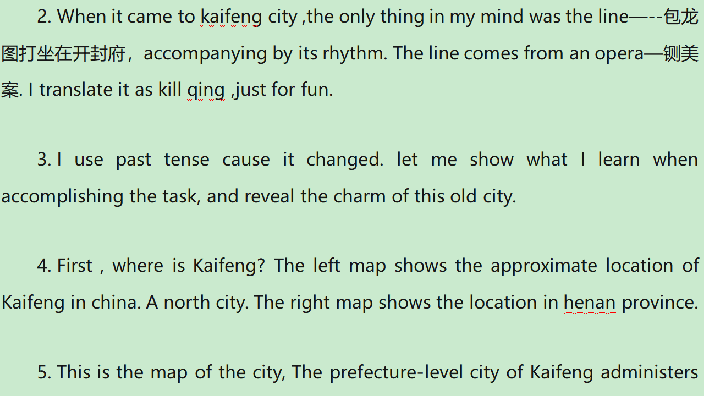 2. When it came to kaifeng city ,the only thing in my mind was the line—--包龙
图打坐在开封府，accompanying by its rhythm. The line comes from an opera—铡美
案. I translate it as kill qing ,just for fun.
3. I use past tense cause it changed. let me show what I learn when
accomplishing the task, and reveal the charm of this old city.
4. First , where is Kaifeng? The left map shows the approximate location of
Kaifeng in china. A north city. The right map shows the location in henan province.
5. This is the map of the city, The prefecture-level city of Kaifeng administers